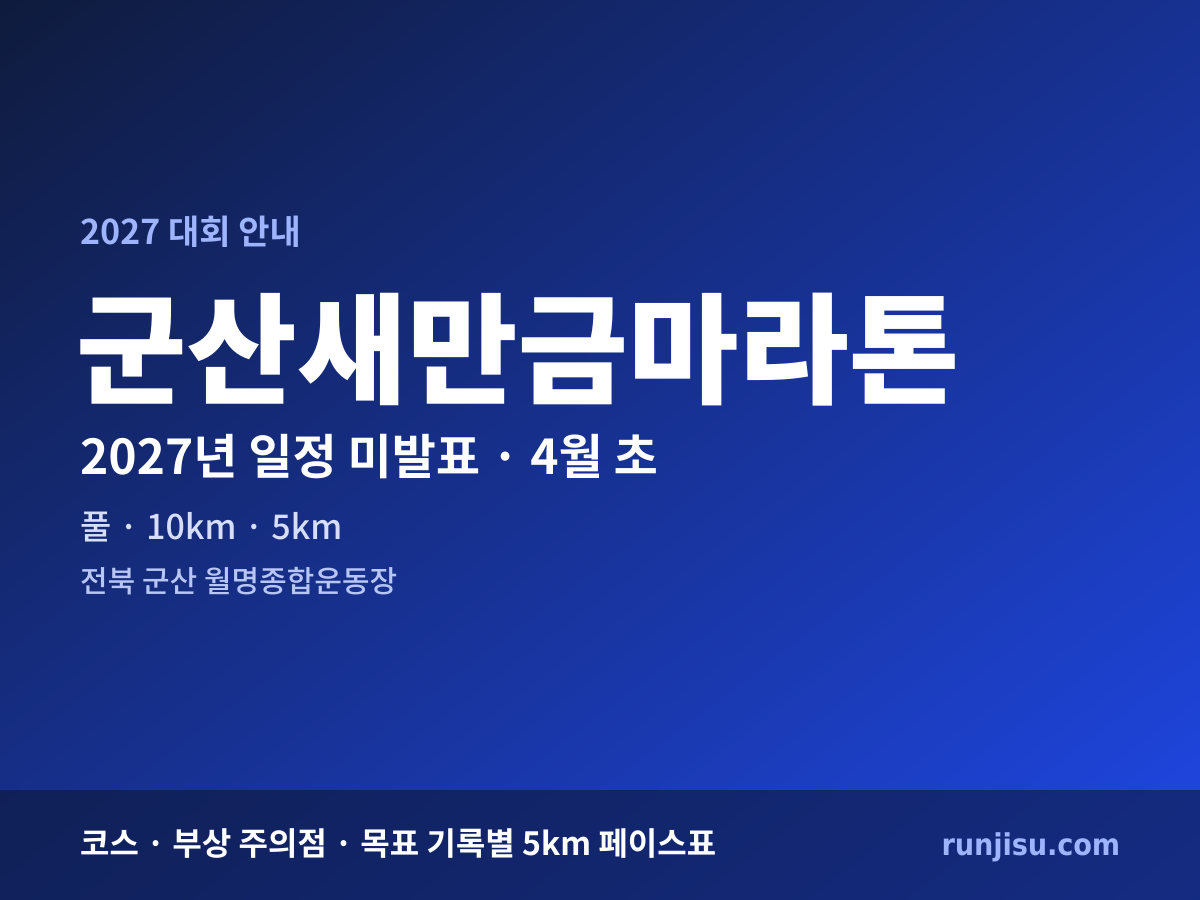 2027 대회 안내
군산새만금마라톤
2027년 일정 미발표 · 4월 초
풀 · 10km · 5km
전북 군산 월명종합운동장
코스 · 부상 주의점 · 목표 기록별 5km 페이스표
runjisu.com